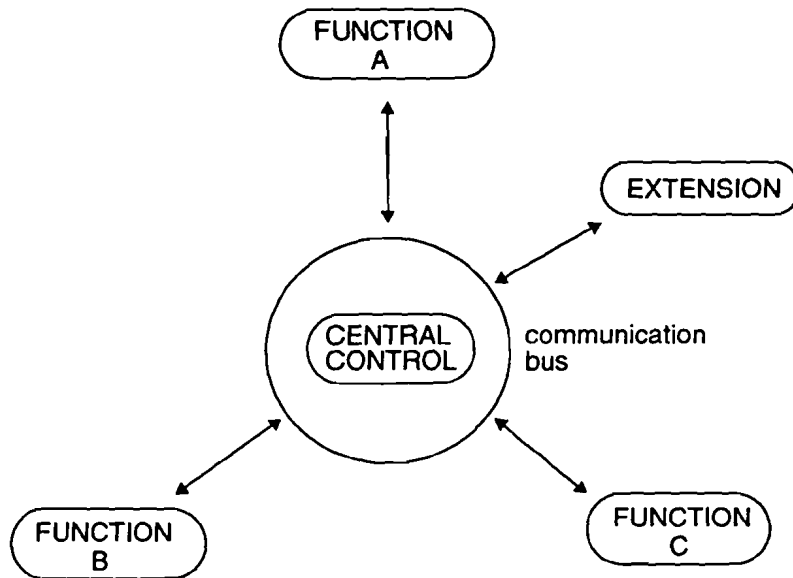 FUNCTION
A
EXTENSION
CENTRAL
CONTROL
communication
bus
FUNCTION
B
FUNCTION
C